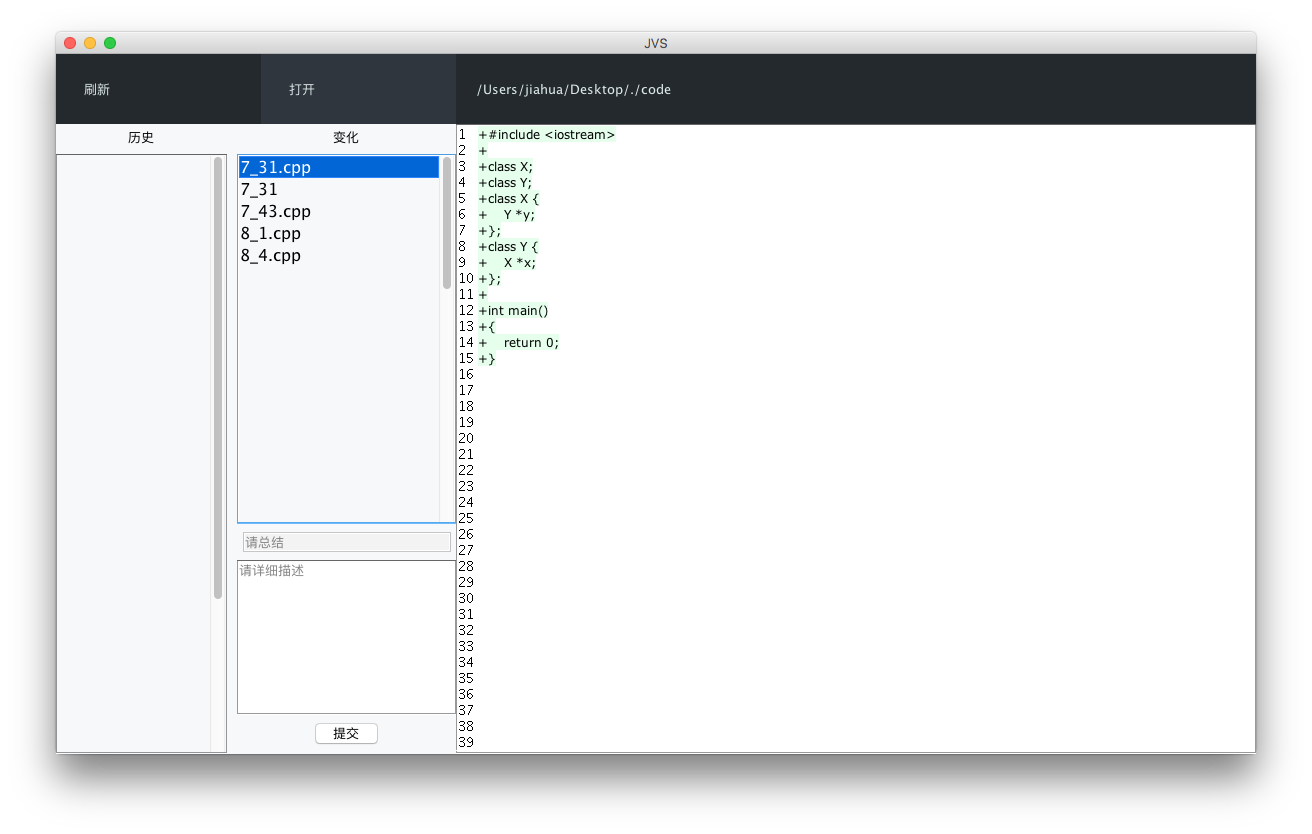 JVS
刷新
打开
/Users/jiahua/Desktop/./code
历史
变化
7_31.cpp
7_31
7_43.cpp
8_1.cpp
8_4.cpp
请总结
请详细描述
提交
1 +#include <iostream>
2 +
3 +class X;
4 +class Y;
5 +class X {
6 +    Y *y;
7 +};
8 +class Y {
9 +    X *x;
10 +};
11 +
12 +int main()
13 +{
14 +    return 0;
15 +}
16
17
18
19
20
21
22
23
24
25
26
27
28
29
30
31
32
33
34
35
36
37
38
39